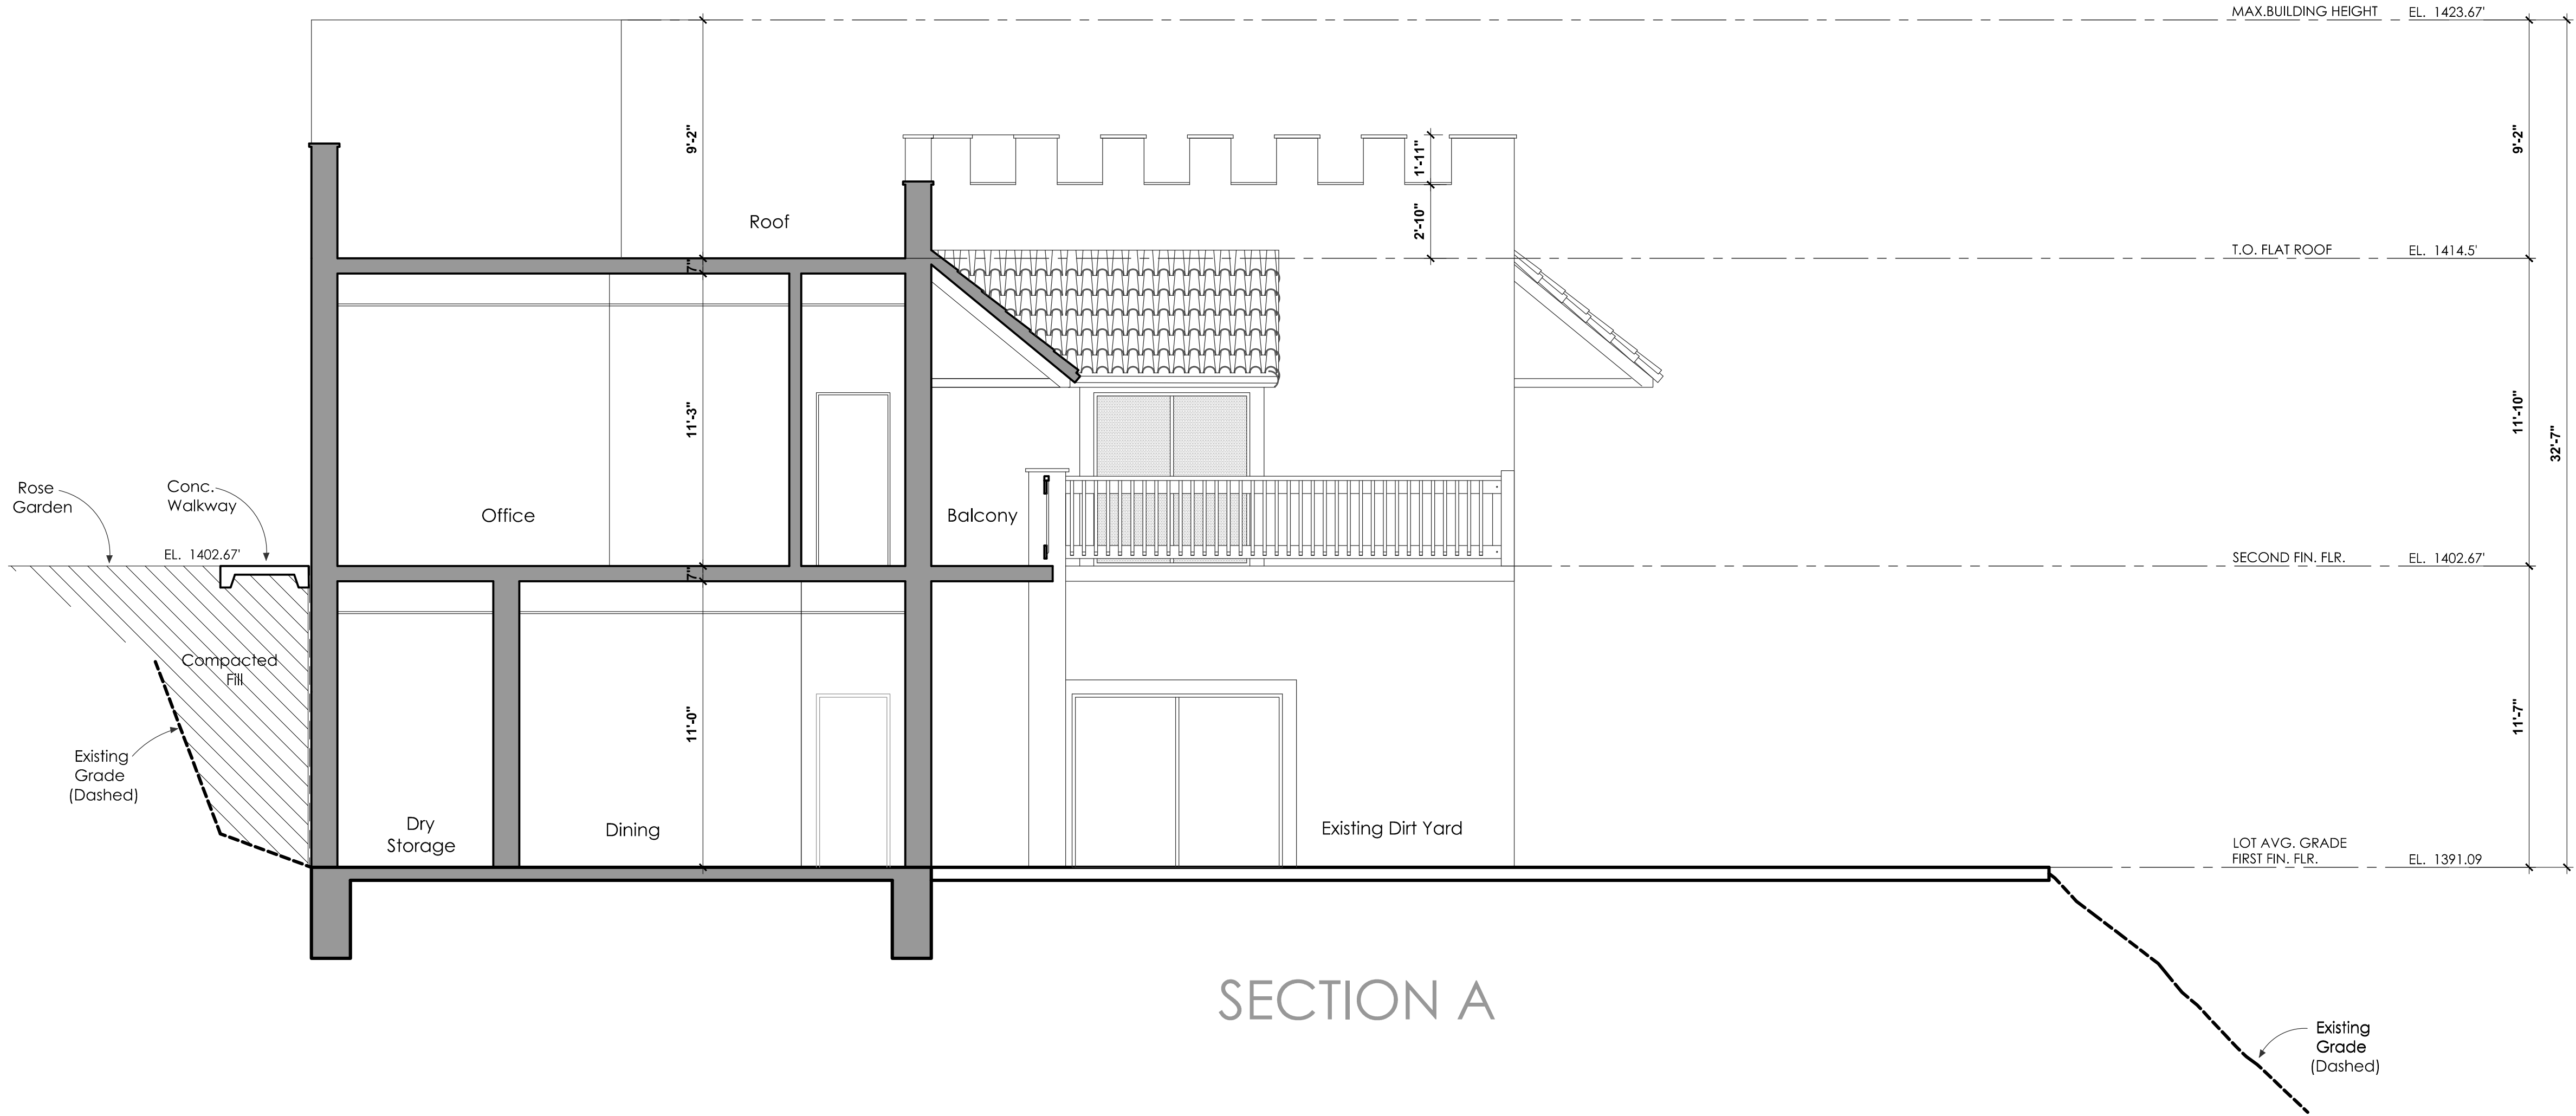 MAX.BUILDING HEIGHT EL. 1423.67'
9'-2"
9'-2"
1'-11"
2'-10"
Roof
T.O. FLAT ROOF EL. 1414.5'
7"
11'-3"
11'-10"
32'-7"
Rose
Garden
Conc.
Walkway
Office
Balcony
EL. 1402.67'
SECOND FIN. FLR. EL. 1402.67'
7"
Compacted
Fill
11'-0"
11'-7"
Existing
Grade
(Dashed)
Dry
Storage
Dining
Existing Dirt Yard
LOT AVG. GRADE
FIRST FIN. FLR. EL. 1391.09
SECTION A
Existing
Grade
(Dashed)